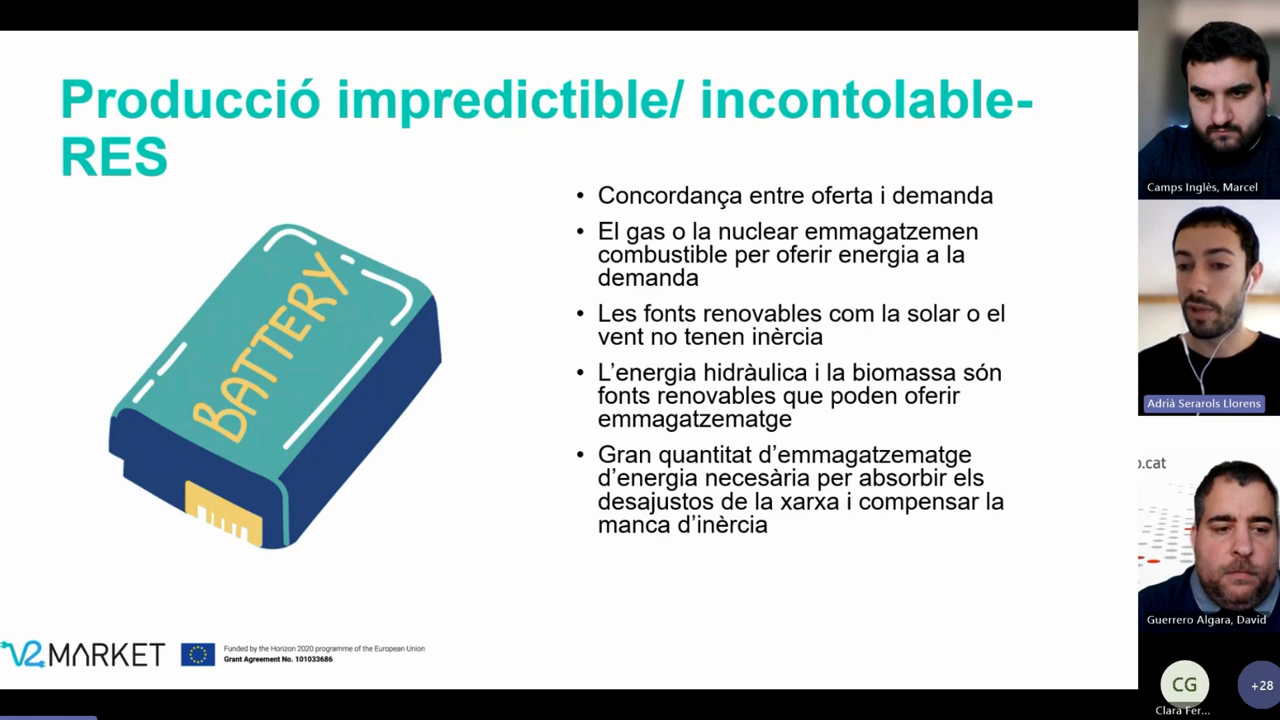 Producció impredictible/ incontolable-
RES
BATTERY
• Concordança entre oferta i demanda
• El gas o la nuclear emmagatzemen
combustible per oferir energia a la
demanda
• Les fonts renovables com la solar o el
vent no tenen inèrcia
• L’energia hidràulica i la biomassa són
fonts renovables que poden oferir
emmagatzematge
• Gran quantitat d’emmagatzematge
d’energia necesària per absorbir els
desajustos de la xarxa i compensar la
manca d’inèrcia
V2MARKET
Funded by the Horizon 2020 programme of the European Union
Grant Agreement No. 101033686
Camps Inglès, Marcel
Adrià Serarols Llorens
.cat
Guerrero Algara, David
CG
Clara Fer...
+28